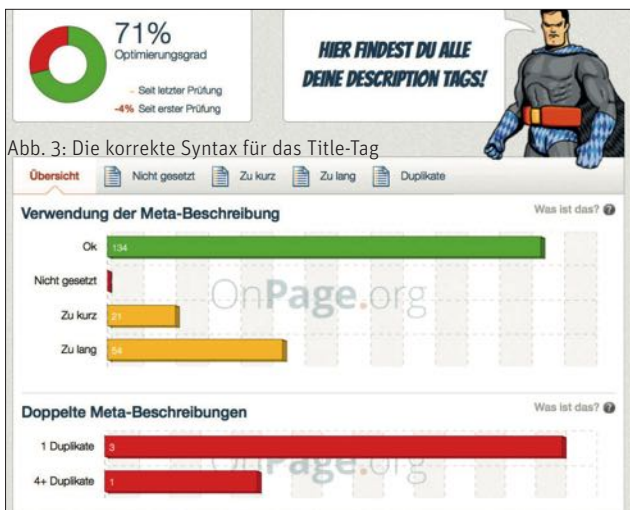 71%
Optimierungsgrad
- Seit letzter Prüfung
-4% Seit erster Prüfung
HIER FINDEST DU ALLE
DEINE DESCRIPTION TAGS!
Abb. 3: Die korrekte Syntax für das Title-Tag
Übersicht Nicht gesetzt Zu kurz Zu lang Duplikate
Verwendung der Meta-Beschreibung Was ist das? ?
Ok 134
Nicht gesetzt
Zu kurz 21
OnPage.org
Zu lang 54
Doppelte Meta-Beschreibungen Was ist das? ?
1 Duplikate 3
OnPage.org
4+ Duplikate 1